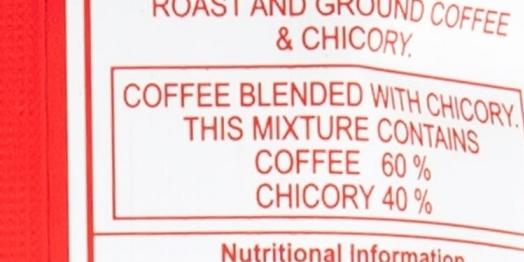 ROAST AND GROUND COFFEE
& CHICORY.
COFFEE BLENDED WITH CHICORY.
THIS MIXTURE CONTAINS
COFFEE 60 %
CHICORY 40 %
Nutritional Information